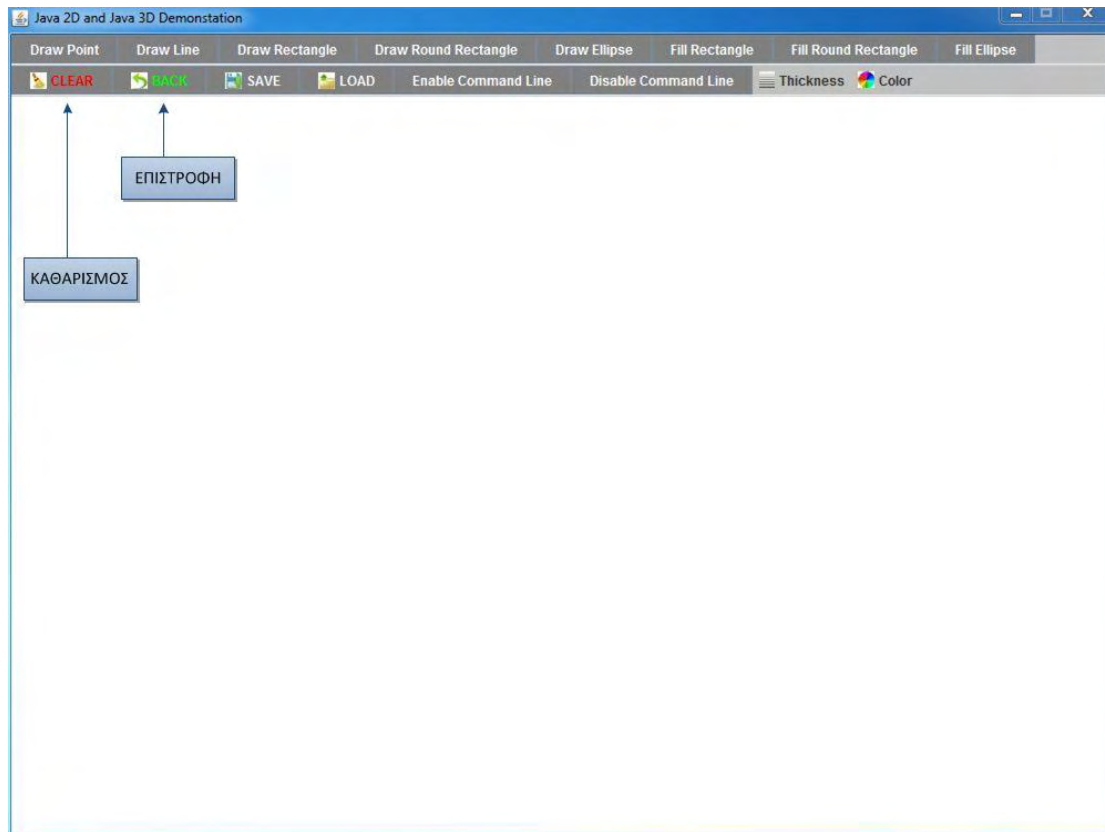 Java 2D and Java 3D Demonstation
Draw Point Draw Line Draw Rectangle Draw Round Rectangle Draw Ellipse Fill Rectangle Fill Round Rectangle Fill Ellipse
CLEAR BACK SAVE LOAD Enable Command Line Disable Command Line Thickness Color
ΕΠΙΣΤΡΟΦΗ
ΚΑΘΑΡΙΣΜΟΣ